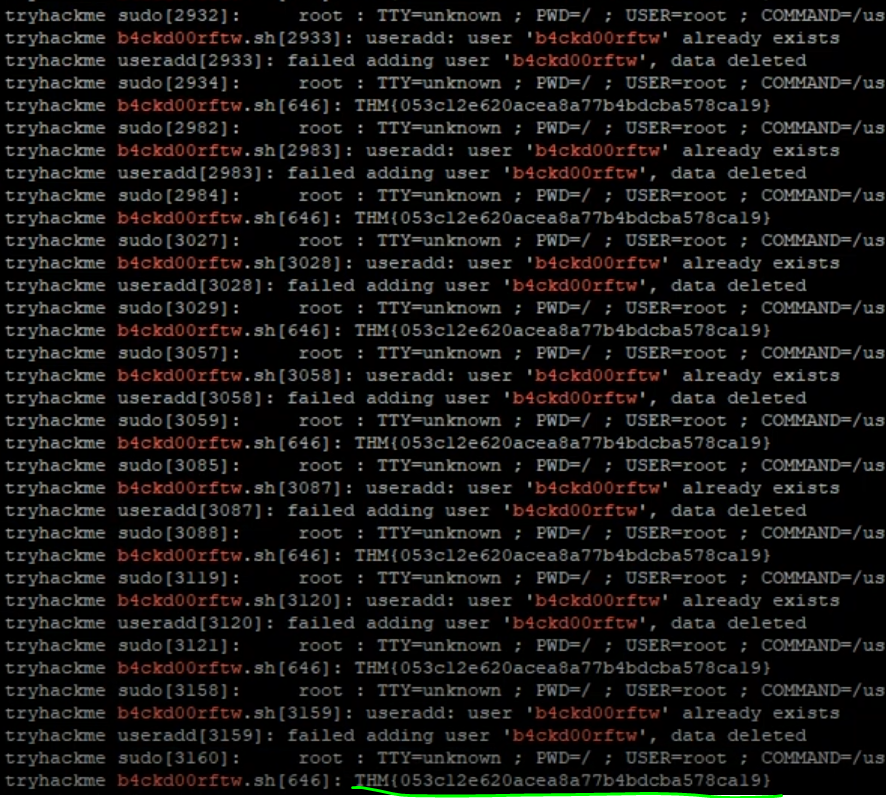 tryhackme sudo[2932]: root : TTY=unknown ; PWD=/ ; USER=root ; COMMAND=/us
tryhackme b4ckd00rftw.sh[2933]: useradd: user 'b4ckd00rftw' already exists
tryhackme useradd[2933]: failed adding user 'b4ckd00rftw', data deleted
tryhackme sudo[2934]: root : TTY=unknown ; PWD=/ ; USER=root ; COMMAND=/us
tryhackme b4ckd00rftw.sh[646]: THM{053c12e620acea8a77b4bdcba578ca19}
tryhackme sudo[2982]: root : TTY=unknown ; PWD=/ ; USER=root ; COMMAND=/us
tryhackme b4ckd00rftw.sh[2983]: useradd: user 'b4ckd00rftw' already exists
tryhackme useradd[2983]: failed adding user 'b4ckd00rftw', data deleted
tryhackme sudo[2984]: root : TTY=unknown ; PWD=/ ; USER=root ; COMMAND=/us
tryhackme b4ckd00rftw.sh[646]: THM{053c12e620acea8a77b4bdcba578ca19}
tryhackme sudo[3027]: root : TTY=unknown ; PWD=/ ; USER=root ; COMMAND=/us
tryhackme b4ckd00rftw.sh[3028]: useradd: user 'b4ckd00rftw' already exists
tryhackme useradd[3028]: failed adding user 'b4ckd00rftw', data deleted
tryhackme sudo[3029]: root : TTY=unknown ; PWD=/ ; USER=root ; COMMAND=/us
tryhackme b4ckd00rftw.sh[646]: THM{053c12e620acea8a77b4bdcba578ca19}
tryhackme sudo[3057]: root : TTY=unknown ; PWD=/ ; USER=root ; COMMAND=/us
tryhackme b4ckd00rftw.sh[3058]: useradd: user 'b4ckd00rftw' already exists
tryhackme useradd[3058]: failed adding user 'b4ckd00rftw', data deleted
tryhackme sudo[3059]: root : TTY=unknown ; PWD=/ ; USER=root ; COMMAND=/us
tryhackme b4ckd00rftw.sh[646]: THM{053c12e620acea8a77b4bdcba578ca19}
tryhackme sudo[3085]: root : TTY=unknown ; PWD=/ ; USER=root ; COMMAND=/us
tryhackme b4ckd00rftw.sh[3087]: useradd: user 'b4ckd00rftw' already exists
tryhackme useradd[3087]: failed adding user 'b4ckd00rftw', data deleted
tryhackme sudo[3088]: root : TTY=unknown ; PWD=/ ; USER=root ; COMMAND=/us
tryhackme b4ckd00rftw.sh[646]: THM{053c12e620acea8a77b4bdcba578ca19}
tryhackme sudo[3119]: root : TTY=unknown ; PWD=/ ; USER=root ; COMMAND=/us
tryhackme b4ckd00rftw.sh[3120]: useradd: user 'b4ckd00rftw' already exists
tryhackme useradd[3120]: failed adding user 'b4ckd00rftw', data deleted
tryhackme sudo[3121]: root : TTY=unknown ; PWD=/ ; USER=root ; COMMAND=/us
tryhackme b4ckd00rftw.sh[646]: THM{053c12e620acea8a77b4bdcba578ca19}
tryhackme sudo[3158]: root : TTY=unknown ; PWD=/ ; USER=root ; COMMAND=/us
tryhackme b4ckd00rftw.sh[3159]: useradd: user 'b4ckd00rftw' already exists
tryhackme useradd[3159]: failed adding user 'b4ckd00rftw', data deleted
tryhackme sudo[3160]: root : TTY=unknown ; PWD=/ ; USER=root ; COMMAND=/us
tryhackme b4ckd00rftw.sh[646]: THM{053c12e620acea8a77b4bdcba578ca19}